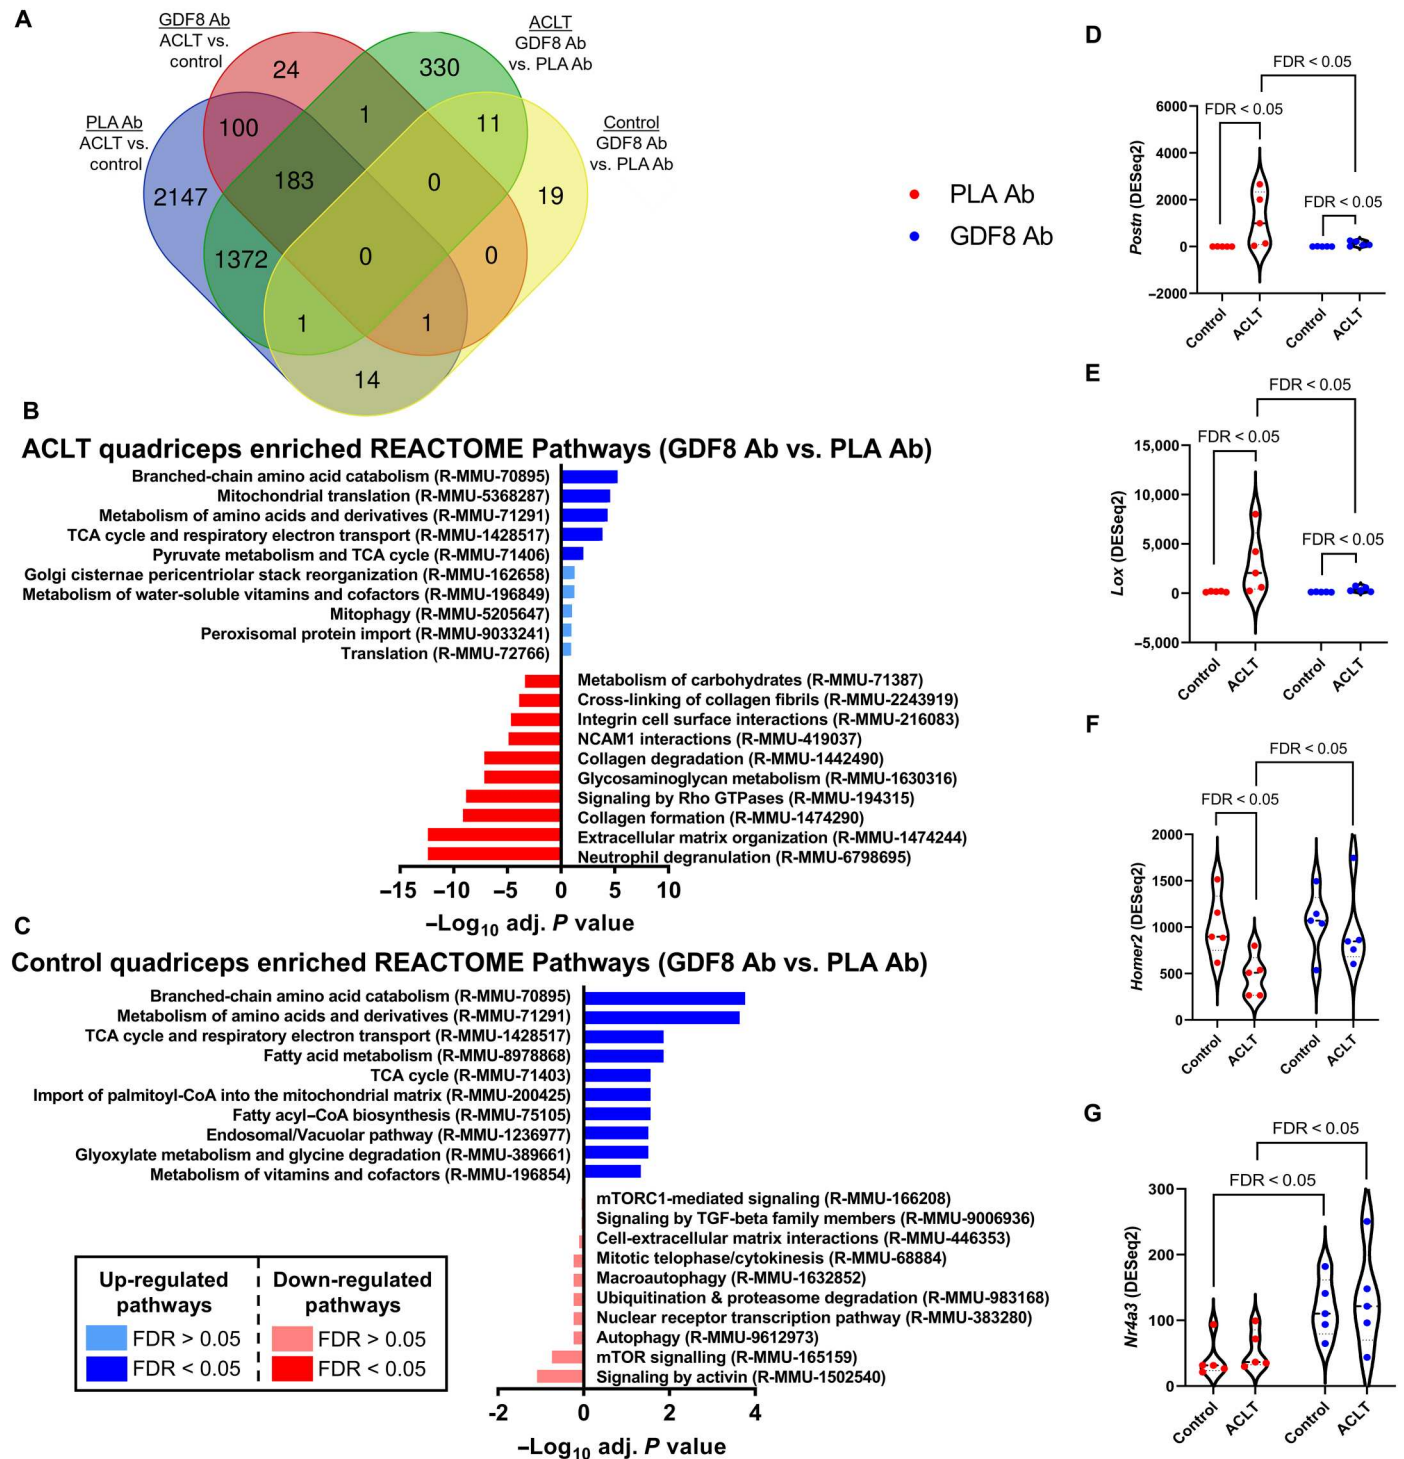 A
GDF8 Ab
ACLT vs.
control
ACLT
GDF8 Ab
vs. PLA Ab
PLA Ab
ACLT vs.
control
Control
GDF8 Ab
vs. PLA Ab
24
330
100
1
11
2147
183
0
19
1372
0
0
1
1
14
PLA Ab
GDF8 Ab
B
ACLT quadriceps enriched REACTOME Pathways (GDF8 Ab vs. PLA Ab)
Branched-chain amino acid catabolism (R-MMU-70895)
Mitochondrial translation (R-MMU-5368287)
Metabolism of amino acids and derivatives (R-MMU-71291)
TCA cycle and respiratory electron transport (R-MMU-1428517)
Pyruvate metabolism and TCA cycle (R-MMU-71406)
Golgi cisternae pericentriolar stack reorganization (R-MMU-162658)
Metabolism of water-soluble vitamins and cofactors (R-MMU-196849)
Mitophagy (R-MMU-5205647)
Peroxisomal protein import (R-MMU-9033241)
Translation (R-MMU-72766)
Metabolism of carbohydrates (R-MMU-71387)
Cross-linking of collagen fibrils (R-MMU-2243919)
Integrin cell surface interactions (R-MMU-216083)
NCAM1 interactions (R-MMU-419037)
Collagen degradation (R-MMU-1442490)
Glycosaminoglycan metabolism (R-MMU-1630316)
Signaling by Rho GTPases (R-MMU-194315)
Collagen formation (R-MMU-1474290)
Extracellular matrix organization (R-MMU-1474244)
Neutrophil degranulation (R-MMU-6798695)
–15 –10 –5 0 5 10
–Log10 adj. P value
C
Control quadriceps enriched REACTOME Pathways (GDF8 Ab vs. PLA Ab)
Branched-chain amino acid catabolism (R-MMU-70895)
Metabolism of amino acids and derivatives (R-MMU-71291)
TCA cycle and respiratory electron transport (R-MMU-1428517)
Fatty acid metabolism (R-MMU-8978868)
TCA cycle (R-MMU-71403)
Import of palmitoyl-CoA into the mitochondrial matrix (R-MMU-200425)
Fatty acyl–CoA biosynthesis (R-MMU-75105)
Endosomal/Vacuolar pathway (R-MMU-1236977)
Glyoxylate metabolism and glycine degradation (R-MMU-389661)
Metabolism of vitamins and cofactors (R-MMU-196854)
mTORC1-mediated signaling (R-MMU-166208)
Signaling by TGF-beta family members (R-MMU-9006936)
Cell-extracellular matrix interactions (R-MMU-446353)
Mitotic telophase/cytokinesis (R-MMU-68884)
Macroautophagy (R-MMU-1632852)
Ubiquitination & proteasome degradation (R-MMU-983168)
Nuclear receptor transcription pathway (R-MMU-383280)
Autophagy (R-MMU-9612973)
mTOR signalling (R-MMU-165159)
Signaling by activin (R-MMU-1502540)
-2 0 2 4
–Log10 adj. P value
Up-regulated pathways
FDR > 0.05
FDR < 0.05
Down-regulated pathways
FDR > 0.05
FDR < 0.05
D
FDR < 0.05
FDR < 0.05
FDR < 0.05
Postn (DESeq2)
6000
4000
2000
0
–2000
Control ACLT Control ACLT
E
FDR < 0.05
FDR < 0.05
FDR < 0.05
Lox (DESeq2)
15,000
10,000
5,000
0
–5,000
Control ACLT Control ACLT
F
FDR < 0.05
FDR < 0.05
Homer2 (DESeq2)
2000
1500
1000
500
0
Control ACLT Control ACLT
G
FDR < 0.05
FDR < 0.05
Nr4a3 (DESeq2)
300
200
100
0
Control ACLT Control ACLT